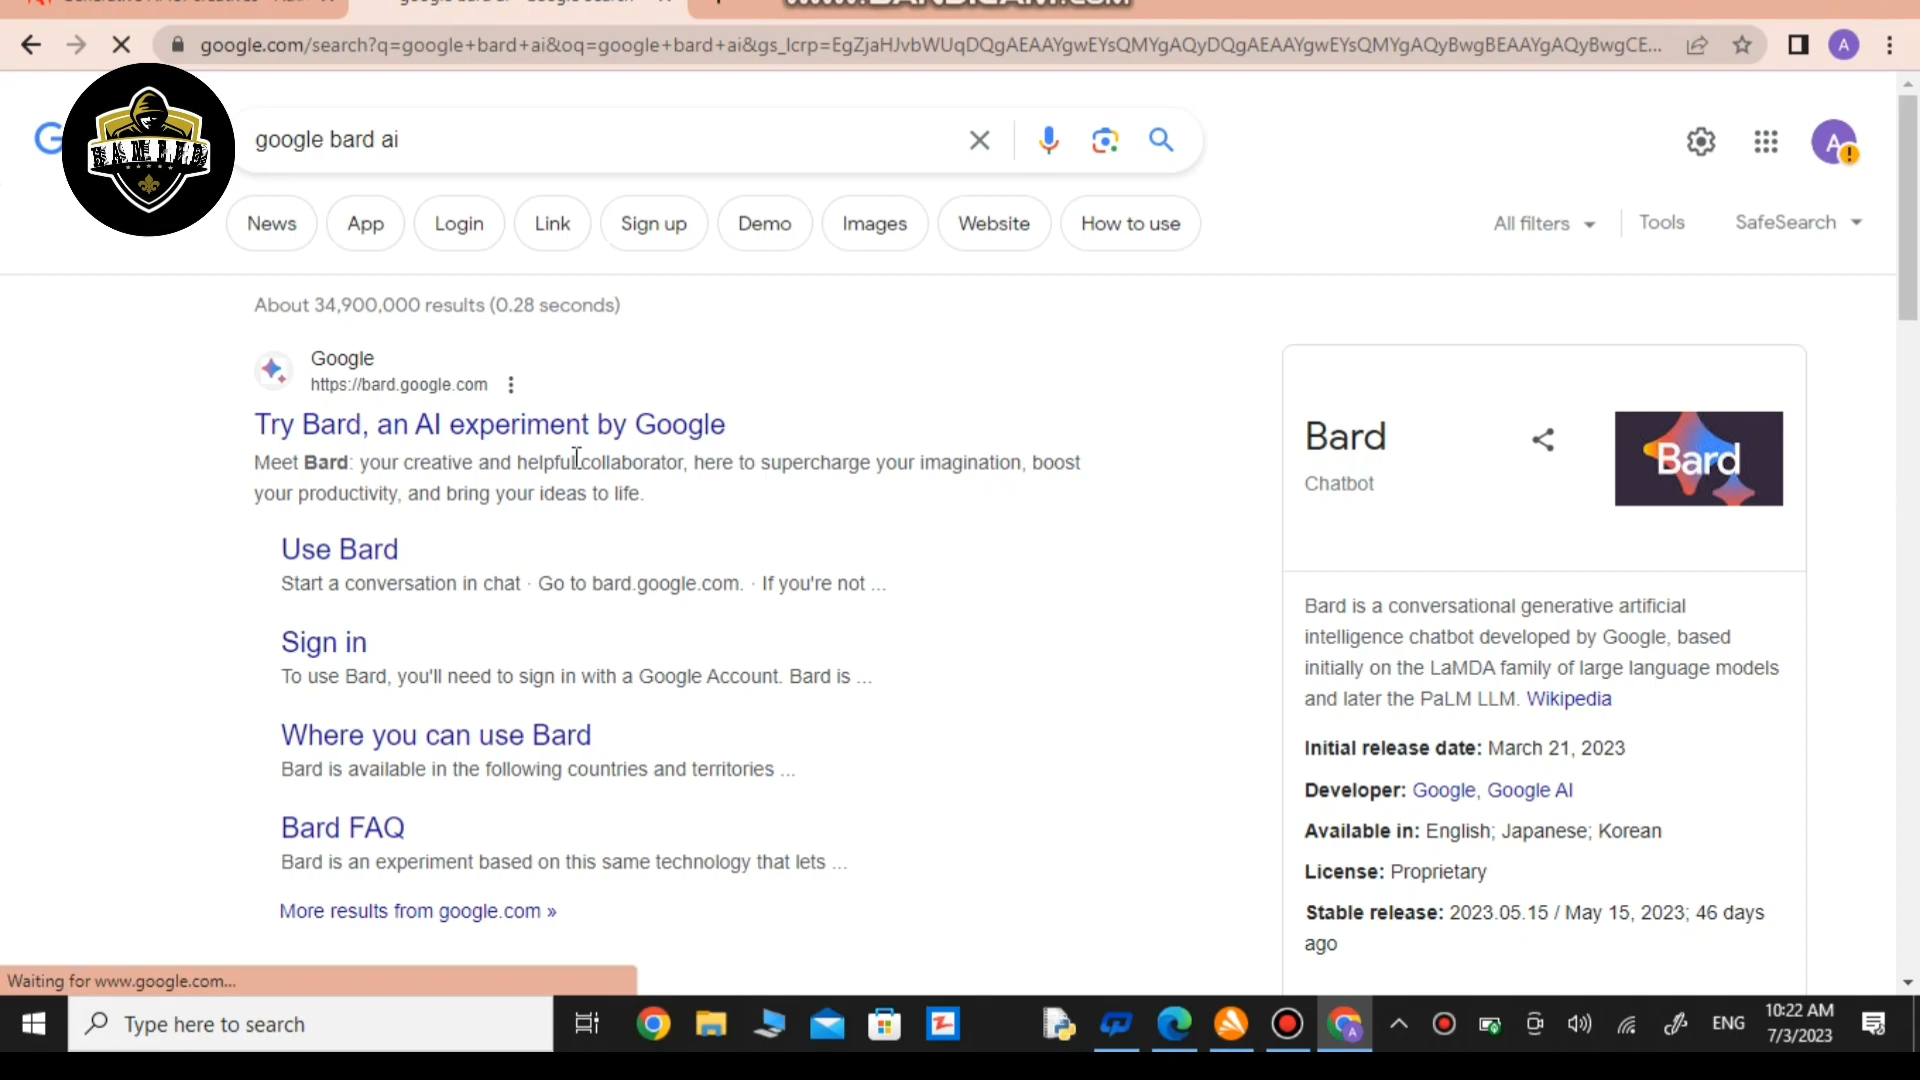 WWW.BANDICAM.COM
google.com/search?q=google+bard+ai&oq=google+bard+ai&gs_lcrp=EgZjaHJvbWUqDQgAEAAYgwEYsQMYgAQyDQgAEAAYgwEYsQMYgAQyBwgBEAAYgAQyBwgCE...
A
google bard ai
A
News
App
Login
Link
Sign up
Demo
Images
Website
How to use
All filters
Tools
SafeSearch
About 34,900,000 results (0.28 seconds)
Google
https://bard.google.com
Try Bard, an AI experiment by Google
Meet Bard: your creative and helpful collaborator, here to supercharge your imagination, boost
your productivity, and bring your ideas to life.
Use Bard
Start a conversation in chat · Go to bard.google.com. · If you're not ...
Sign in
To use Bard, you'll need to sign in with a Google Account. Bard is ...
Where you can use Bard
Bard is available in the following countries and territories ...
Bard FAQ
Bard is an experiment based on this same technology that lets ...
More results from google.com »
Bard
Chatbot
Bard
Bard is a conversational generative artificial
intelligence chatbot developed by Google, based
initially on the LaMDA family of large language models
and later the PaLM LLM. Wikipedia
Initial release date: March 21, 2023
Developer: Google, Google AI
Available in: English; Japanese; Korean
License: Proprietary
Stable release: 2023.05.15 / May 15, 2023; 46 days
ago
Waiting for www.google.com...
Type here to search
ENG
10:22 AM
7/3/2023